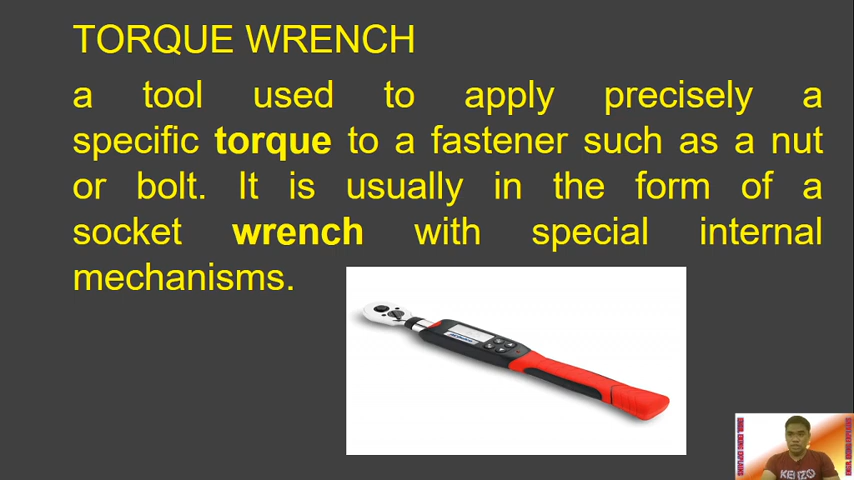 TORQUE WRENCH
a tool used to apply precisely a
specific torque to a fastener such as a nut
or bolt. It is usually in the form of a
socket wrench with special internal
mechanisms.
KENZO